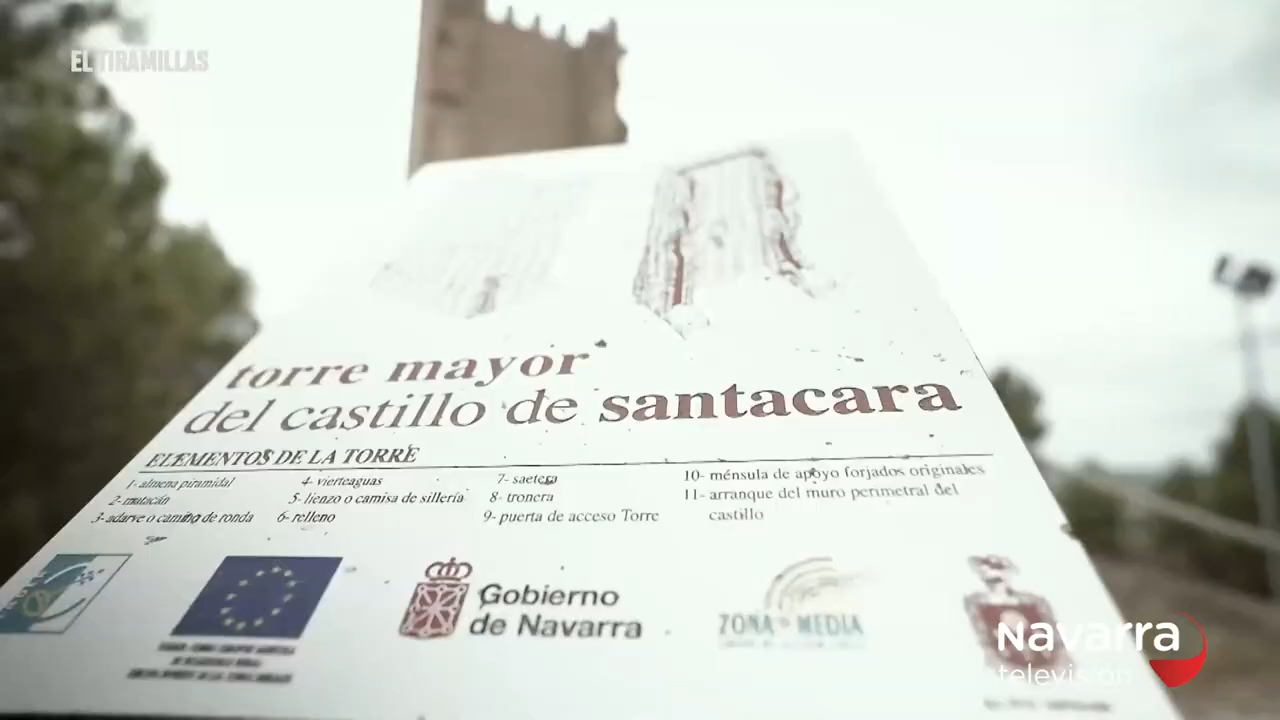 ELTIRAMILLAS
torre mayor
del castillo de santacara
ELEMENTOS DE LA TORRE
1- almena piramidal
2- matacán
3- adarve o camino de ronda
4- vierteaguas
5- lienzo o camisa de sillería
6- relleno
7- saetera
8- tronera
9- puerta de acceso Torre
10- ménsula de apoyo forjados originales
11- arranque del muro perimetral del
castillo
Gobierno
de Navarra
ZONA MEDIA
Navarra
televisión